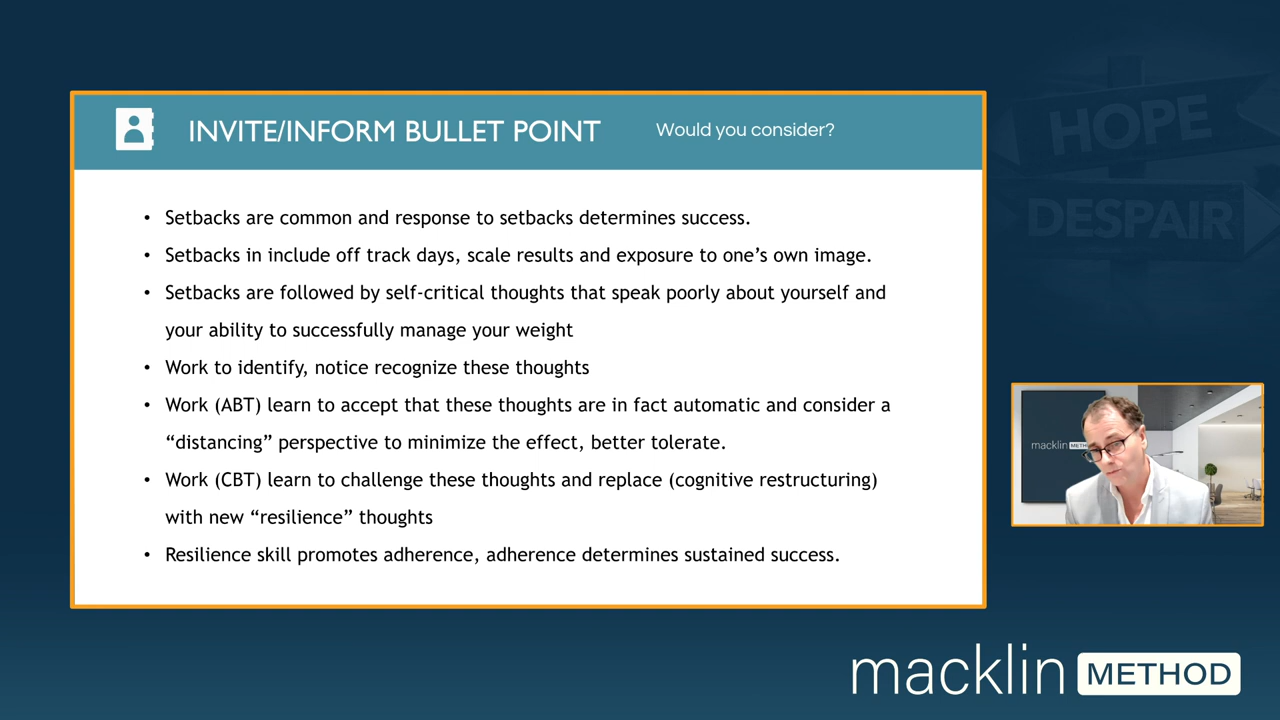 INVITE/INFORM BULLET POINT
Would you consider?
• Setbacks are common and response to setbacks determines success.
• Setbacks in include off track days, scale results and exposure to one’s own image.
• Setbacks are followed by self-critical thoughts that speak poorly about yourself and
your ability to successfully manage your weight
• Work to identify, notice recognize these thoughts
• Work (ABT) learn to accept that these thoughts are in fact automatic and consider a
“distancing” perspective to minimize the effect, better tolerate.
• Work (CBT) learn to challenge these thoughts and replace (cognitive restructuring)
with new “resilience” thoughts
• Resilience skill promotes adherence, adherence determines sustained success.
HOPE
DESPAIR
macklin
macklin METHOD